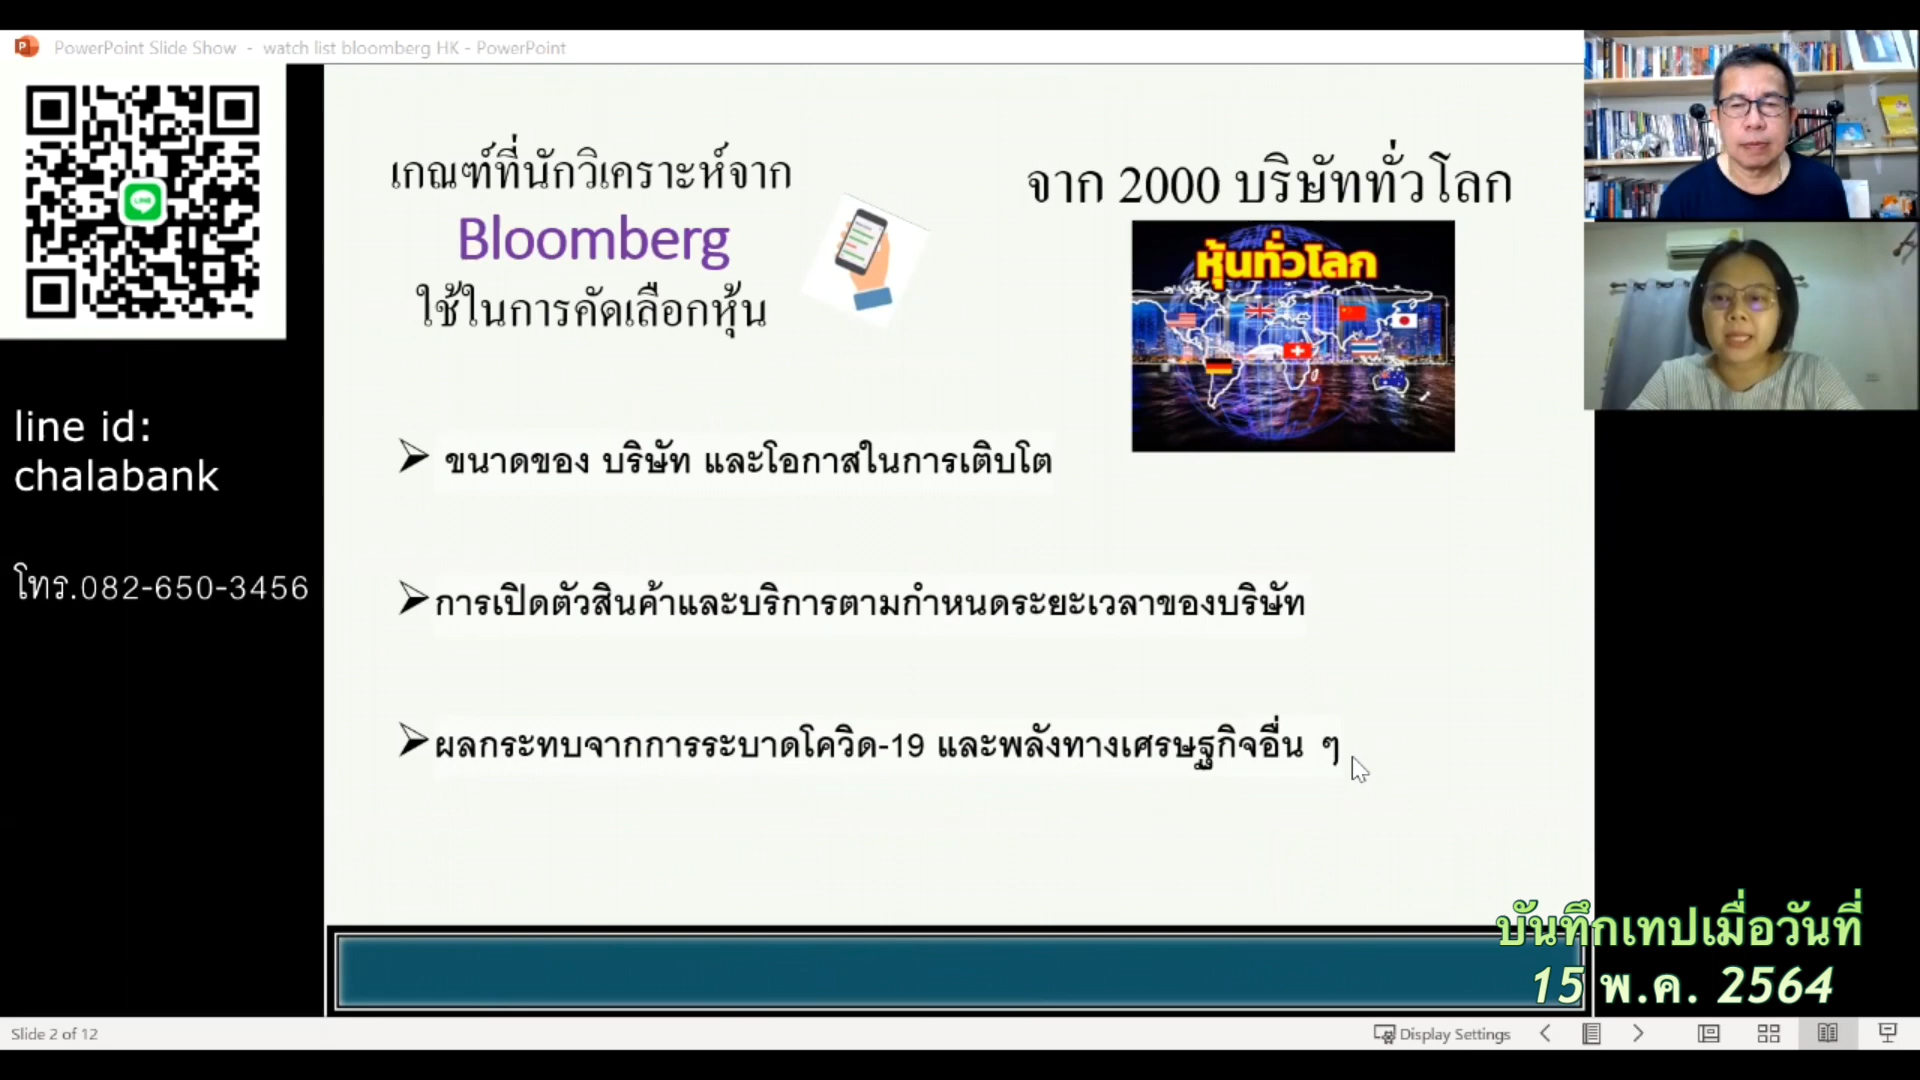 PowerPoint Slide Show - watch list bloomberg HK - PowerPoint
LINE
line id:
chalabank
โทร.082-650-3456
เกณฑ์ที่นักวิเคราะห์จาก
Bloomberg
ใช้ในการคัดเลือกหุ้น
จาก 2000 บริษัททั่วโลก
หุ้นทั่วโลก
ขนาดของ บริษัท และโอกาสในการเติบโต
การเปิดตัวสินค้าและบริการตามกำหนดระยะเวลาของบริษัท
ผลกระทบจากการระบาดโควิด-19 และพลังทางเศรษฐกิจอื่น ๆ
บันทึกเทปเมื่อวันที่
15 พ.ค. 2564
Slide 2 of 12
Display Settings